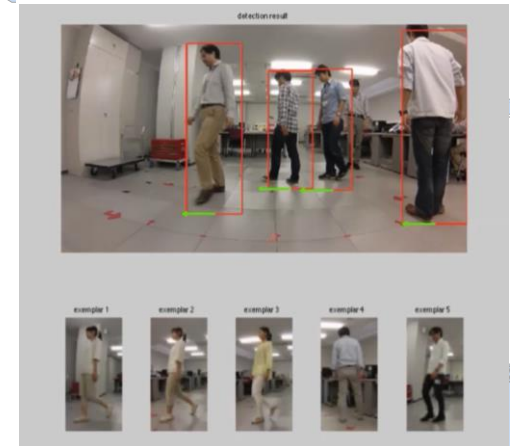 detection result
exemplar 1
exemplar 2
exemplar 3
exemplar 4
exemplar 5